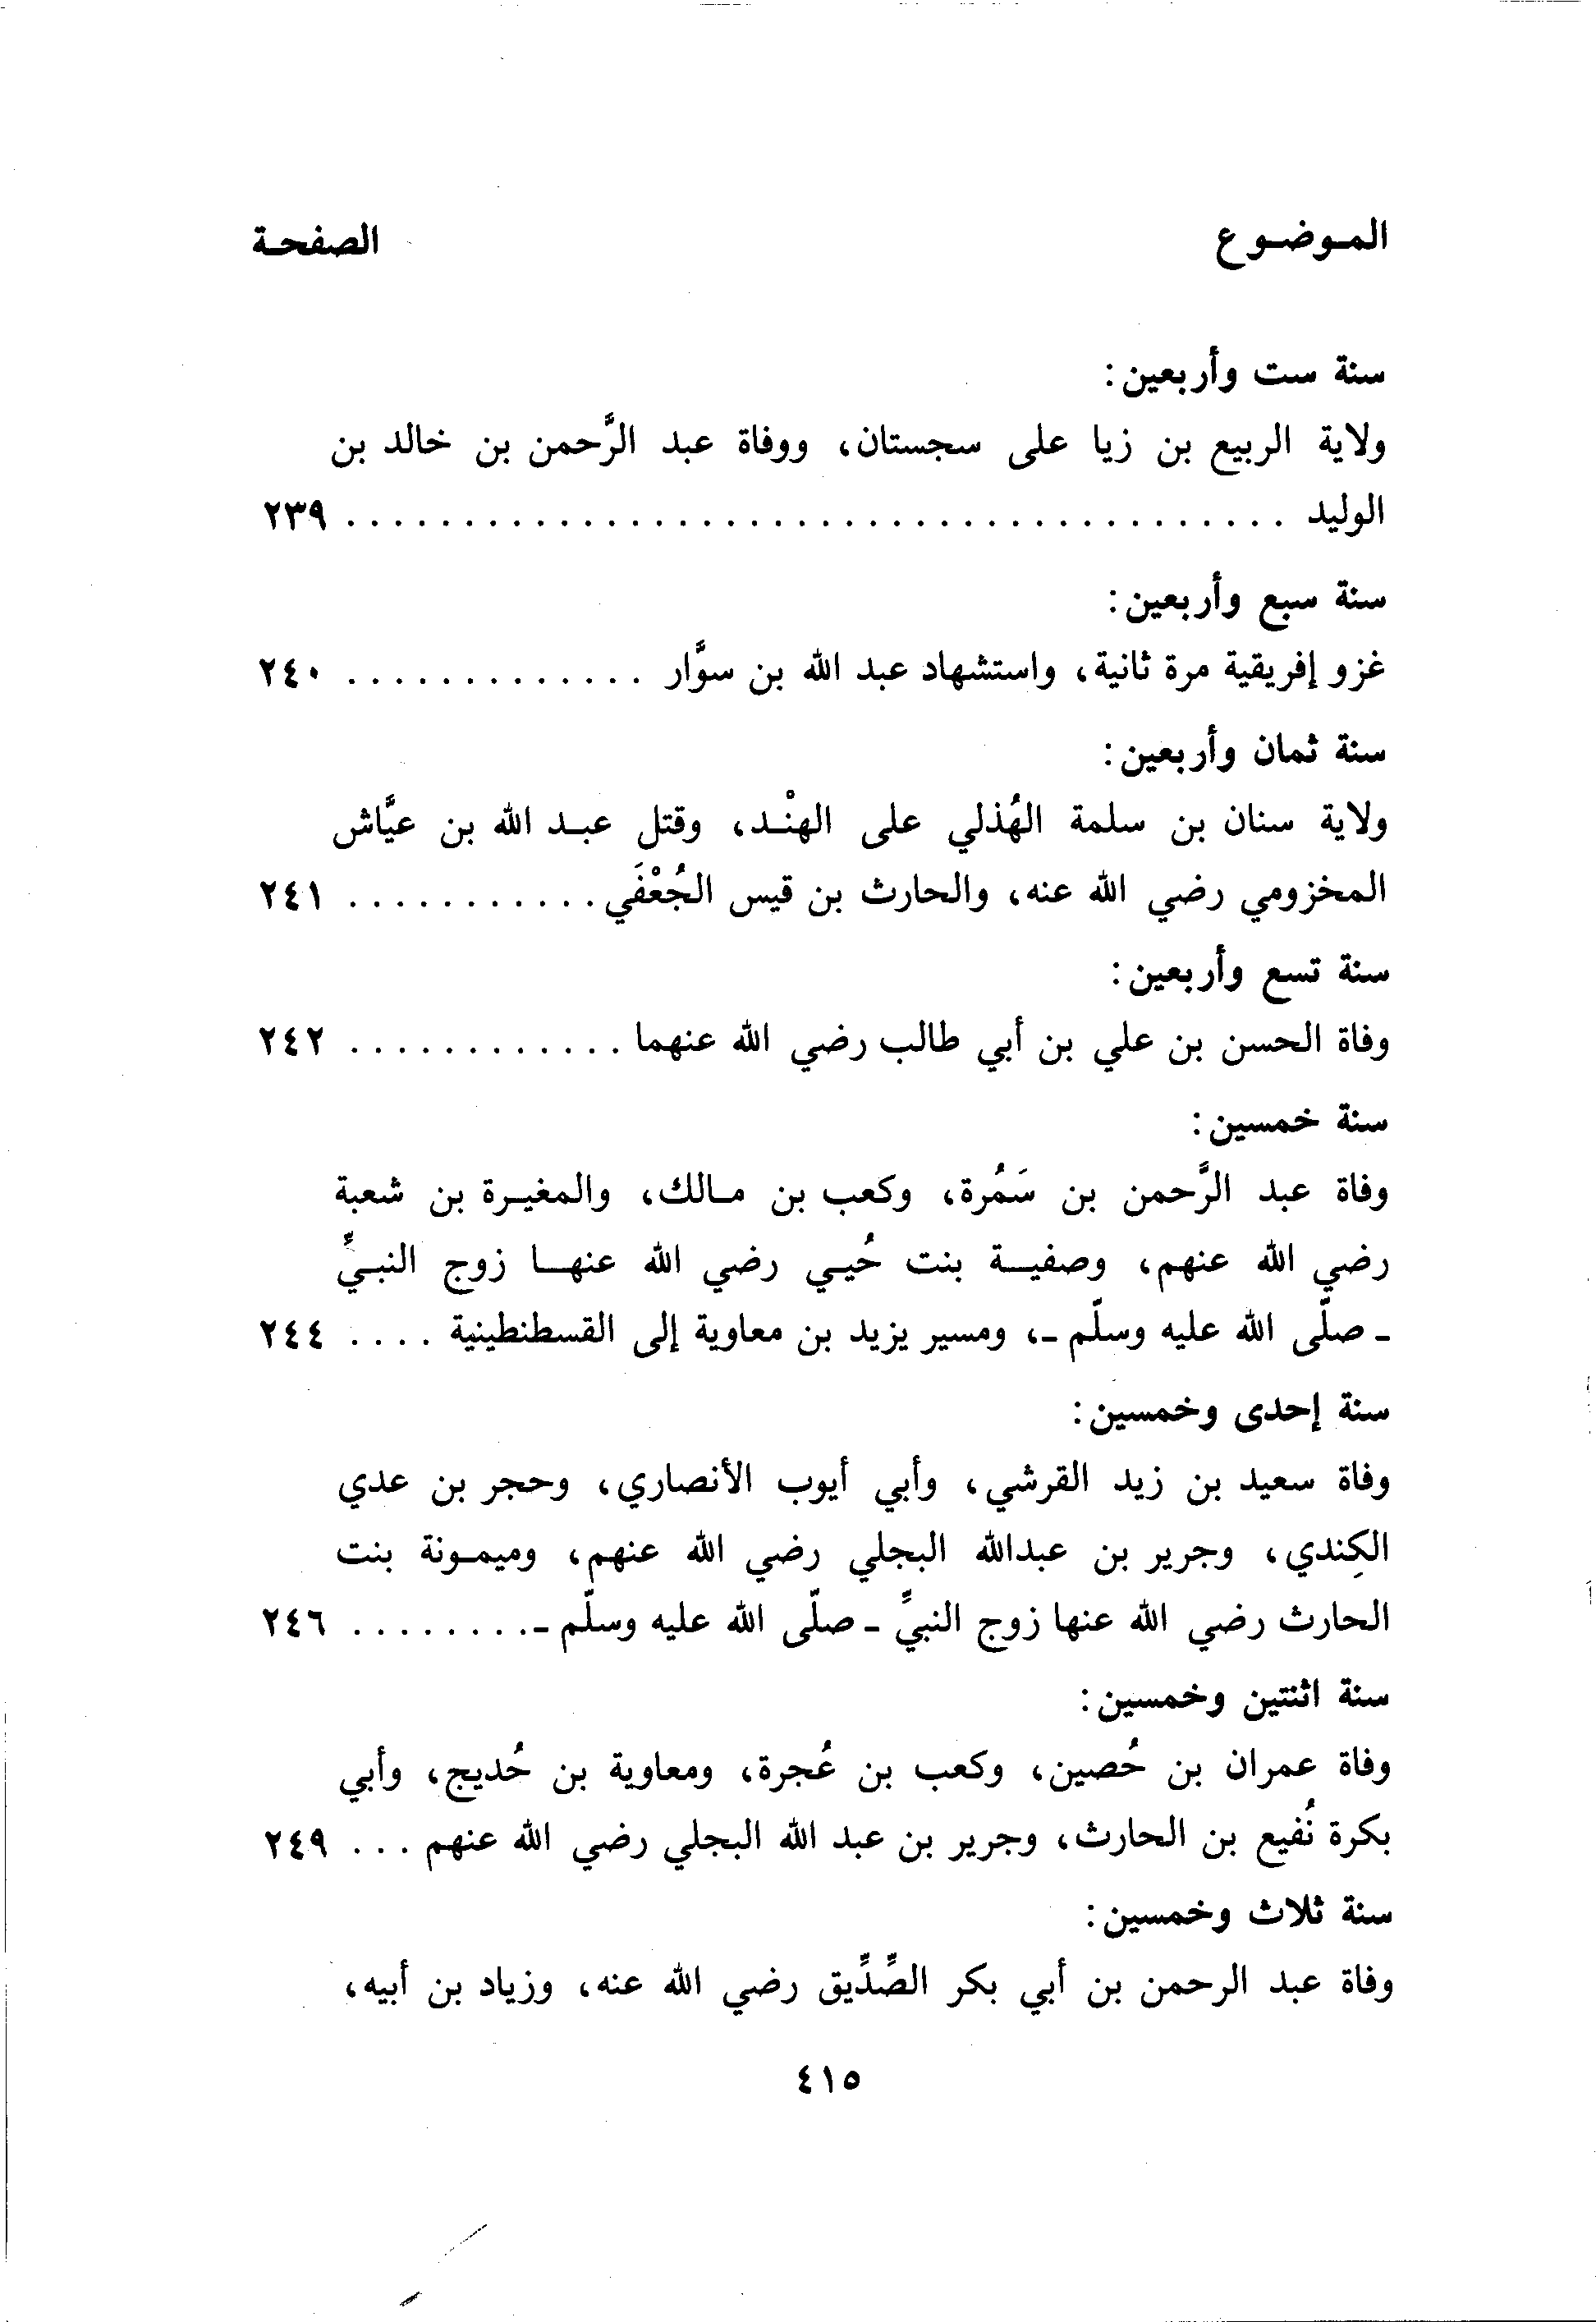 الموضوع الصفحة
سنة ست وأربعين:
ولاية الربيع بن زيا على سجستان، ووفاة عبد الرَّحمن بن خالد بن
الوليد . . . . . . . . . . . . . . . . . . . . . . . . . . . . . . . . . . . . . . . . . ٢٣٩
سنة سبع وأربعين:
غزو إفريقية مرة ثانية، واستشهاد عبد الله بن سوَّار . . . . . . . . . . . . . ٢٤٠
سنة ثمان وأربعين:
ولاية سنان بن سلمة الهُذلي على الهنْد، وقتل عبد الله بن عيَّاش
المخزومي رضي الله عنه، والحارث بن قيس الجُعْفَي . . . . . . . . . . . ٢٤١
سنة تسع وأربعين:
وفاة الحسن بن علي بن أبي طالب رضي الله عنهما . . . . . . . . . . . . ٢٤٢
سنة خمسين:
وفاة عبد الرَّحمن بن سَمُرة، وكعب بن مالك، والمغيرة بن شعبة
رضي الله عنهم، وصفية بنت حُيي رضي الله عنها زوج النبيِّ
ـ صلَّى الله عليه وسلَّم ـ، ومسير يزيد بن معاوية إلى القسطنطينية . . . . ٢٤٤
سنة إحدى وخمسين:
وفاة سعيد بن زيد القرشي، وأبي أيوب الأنصاري، وحجر بن عدي
الكِندي، وجرير بن عبدالله البجلي رضي الله عنهم، وميمونة بنت
الحارث رضي الله عنها زوج النبيِّ ـ صلَّى الله عليه وسلَّم ـ . . . . . . . . ٢٤٦
سنة اثنتين وخمسين:
وفاة عمران بن حُصين، وكعب بن عُجرة، ومعاوية بن حُديج، وأبي
بكرة نُفيع بن الحارث، وجرير بن عبد الله البجلي رضي الله عنهم . . . ٢٤٩
سنة ثلاث وخمسين:
وفاة عبد الرحمن بن أبي بكر الصِّدِّيق رضي الله عنه، وزياد بن أبيه،
٤١٥